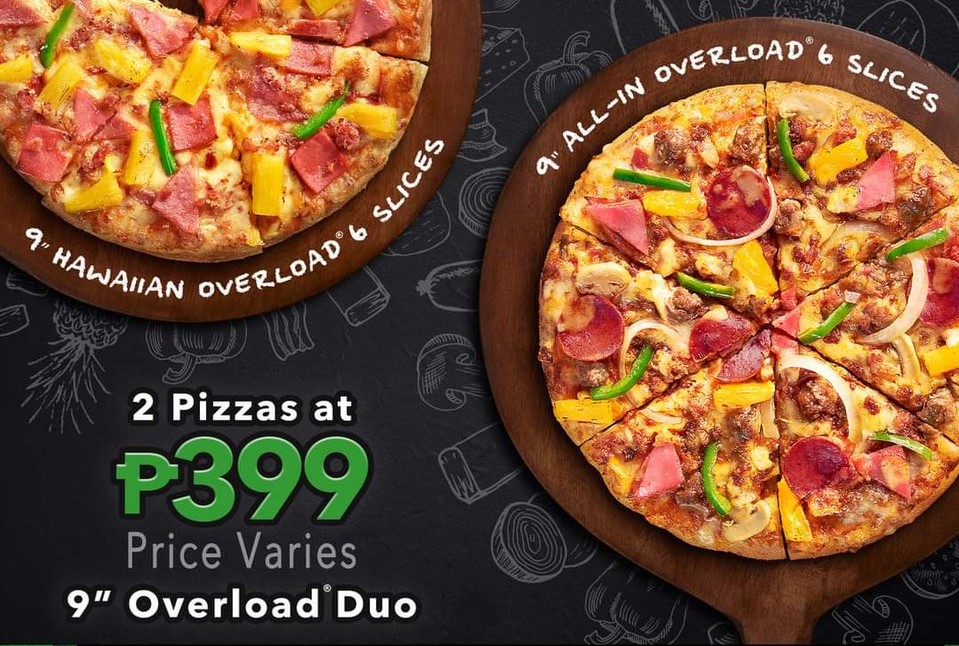 9" HAWAIIAN OVERLOAD® 6 SLICES
9" ALL-IN OVERLOAD® 6 SLICES
2 Pizzas at
₱399
Price Varies
9” Overload® Duo